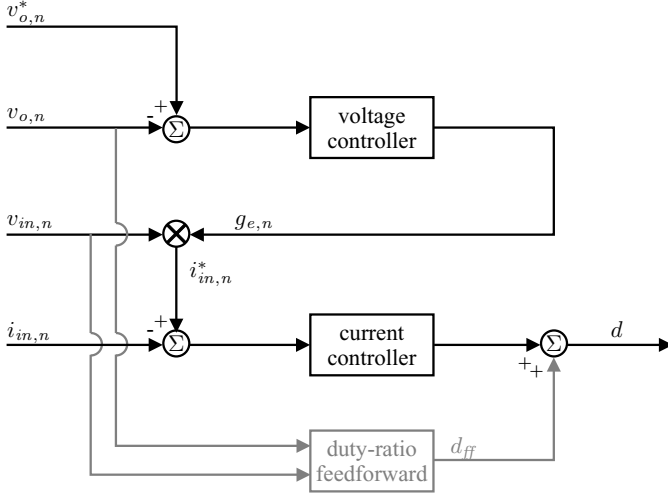 v*o,n
- +
vo,n
Σ
voltage
controller
vin,n
ge,n
i*in,n
- +
iin,n
Σ
current
controller
Σ
d
+ +
duty-ratio
feedforward
dff